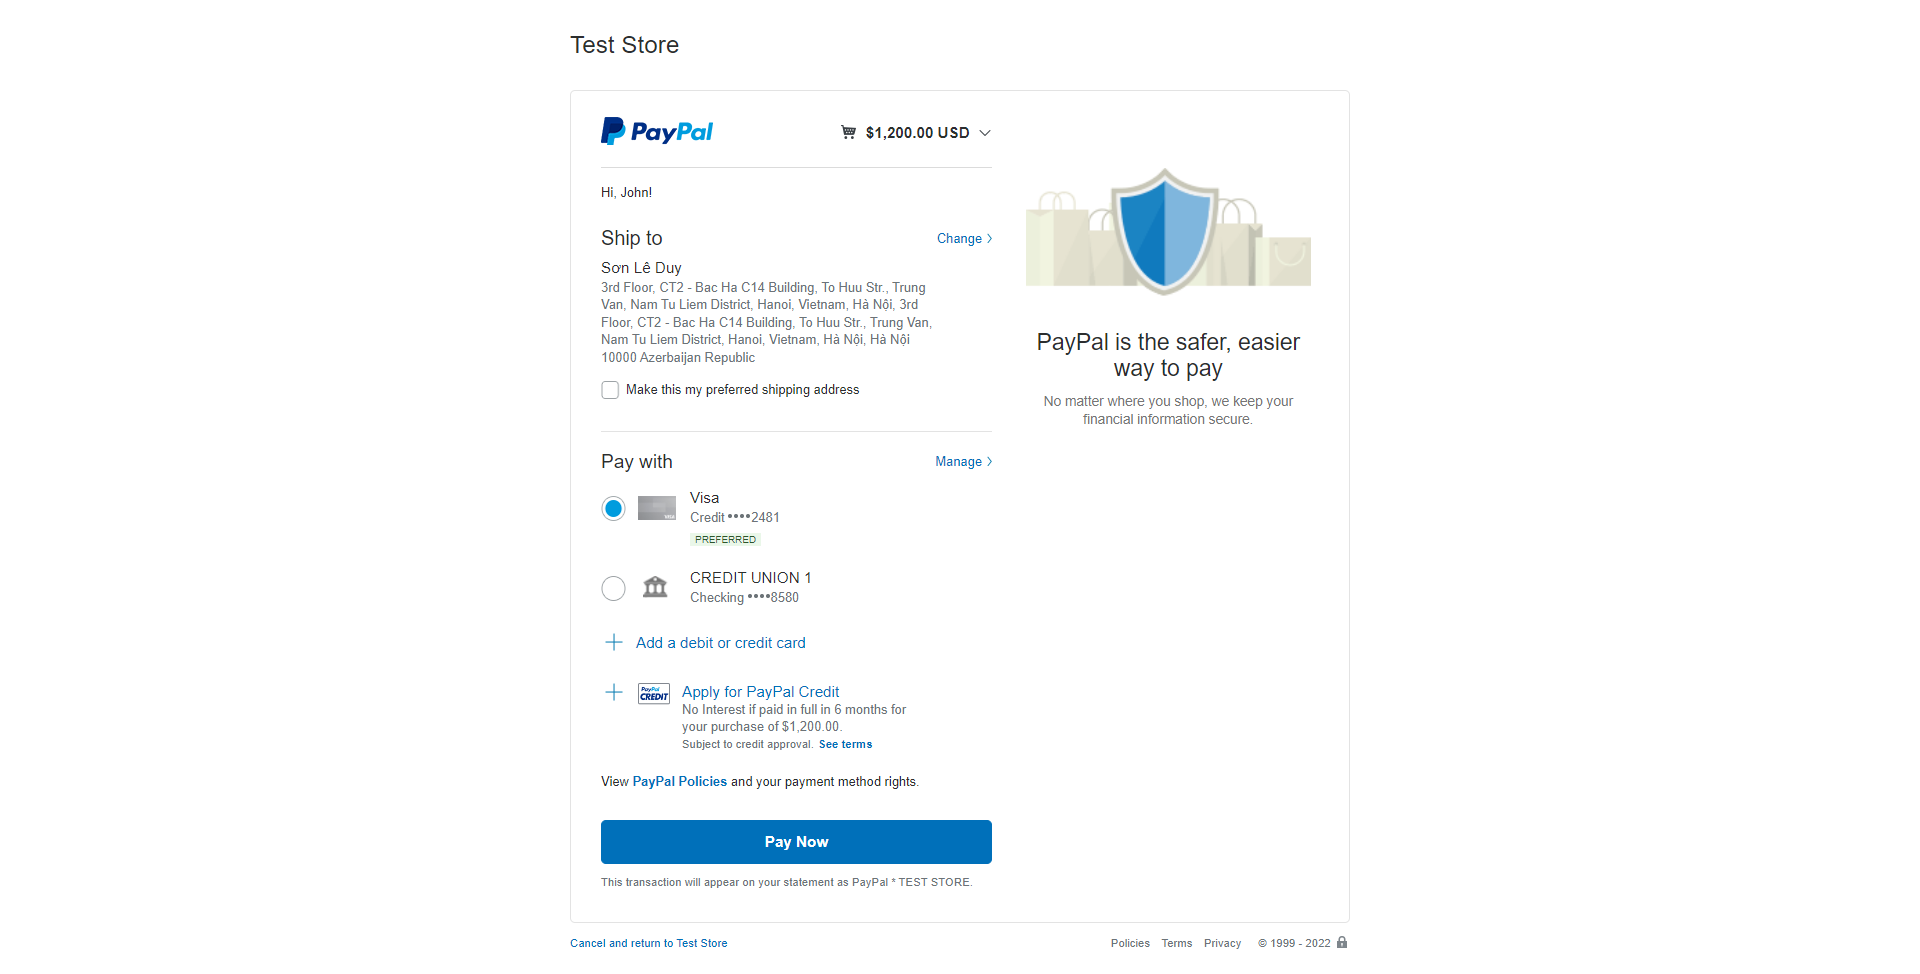 Test Store
PayPal
$1,200.00 USD
Hi, John!
Ship to
Change
Sơn Lê Duy
3rd Floor, CT2 - Bac Ha C14 Building, To Huu Str., Trung
Van, Nam Tu Liem District, Hanoi, Vietnam, Hà Nội, 3rd
Floor, CT2 - Bac Ha C14 Building, To Huu Str., Trung Van,
Nam Tu Liem District, Hanoi, Vietnam, Hà Nội, Hà Nội
10000 Azerbaijan Republic
Make this my preferred shipping address
Pay with
Manage
Visa
VISA
Credit ••••2481
PREFERRED
CREDIT UNION 1
Checking ••••8580
Add a debit or credit card
PayPal
CREDIT
Apply for PayPal Credit
No Interest if paid in full in 6 months for
your purchase of $1,200.00.
Subject to credit approval. See terms
View PayPal Policies and your payment method rights.
Pay Now
This transaction will appear on your statement as PayPal * TEST STORE.
PayPal is the safer, easier
way to pay
No matter where you shop, we keep your
financial information secure.
Cancel and return to Test Store
Policies Terms Privacy © 1999 - 2022